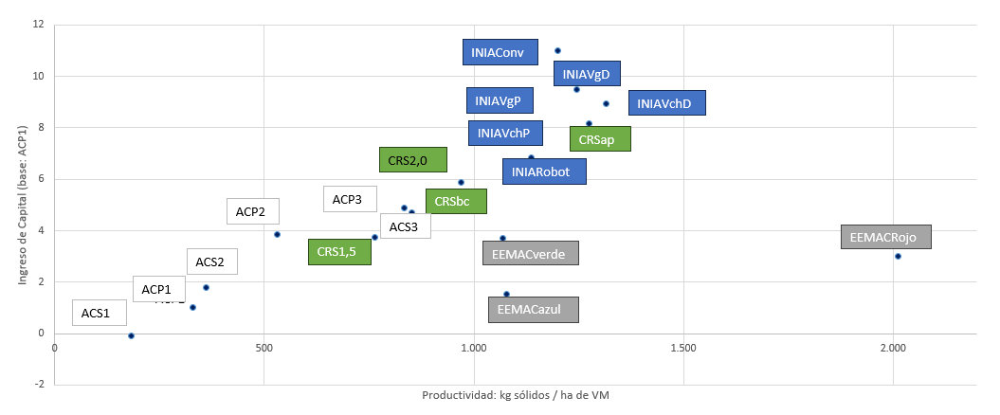 12
INIAConv
INIAVgD
10
INIAVgP
INIAVchD
8
INIAVchP
CRSap
CRS2,0
INIARobot
6
ACP3
CRSbc
ACP2
ACS3
4
EEMACRojo
CRS1,5
EEMACverde
ACS2
2
ACP1
EEMACazul
ACS1
0
0
500
1.000
1.500
2.000
-2
Ingreso de Capital (base: ACP1)
Productividad: kg sólidos / ha de VM